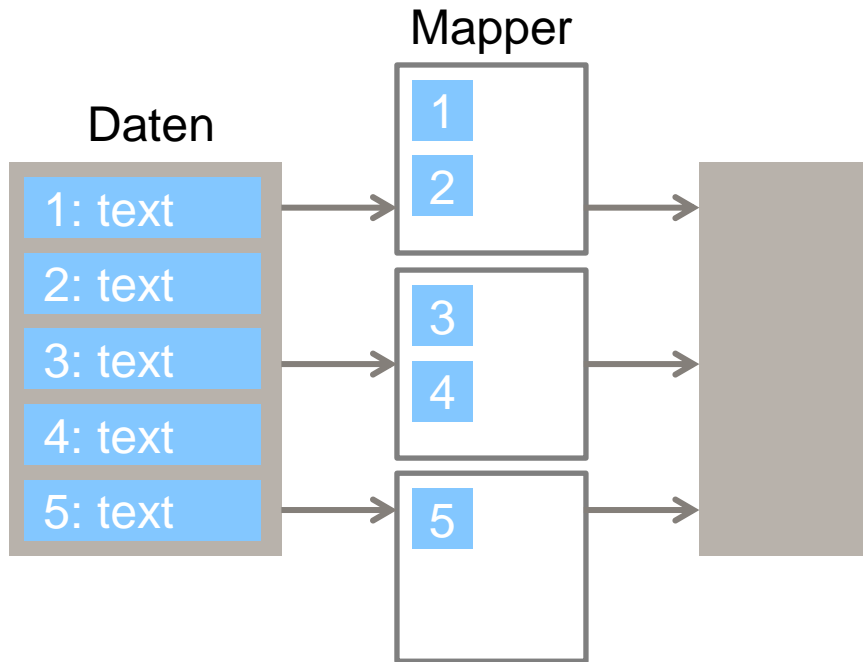 Mapper
Daten
1: text
2: text
3: text
4: text
5: text
1
2
3
4
5